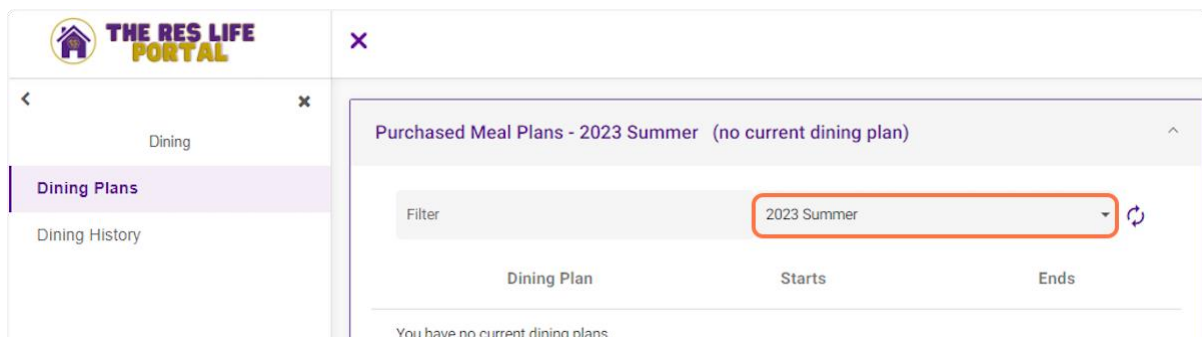 THE RES LIFE
PORTAL
Dining
Dining Plans
Dining History
Purchased Meal Plans - 2023 Summer (no current dining plan)
Filter
2023 Summer
Dining Plan Starts Ends
You have no current dining plans